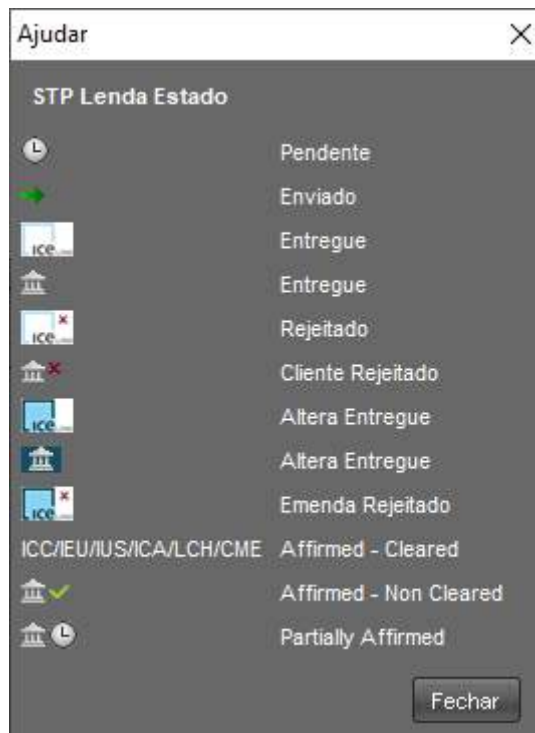 Ajudar
STP Lenda Estado
Pendente
Enviado
ice Entregue
Entregue
ice Rejeitado
Cliente Rejeitado
ice Altera Entregue
Altera Entregue
ice Emenda Rejeitado
ICC/IEU/IUS/ICA/LCH/CME Affirmed - Cleared
Affirmed - Non Cleared
Partially Affirmed
Fechar